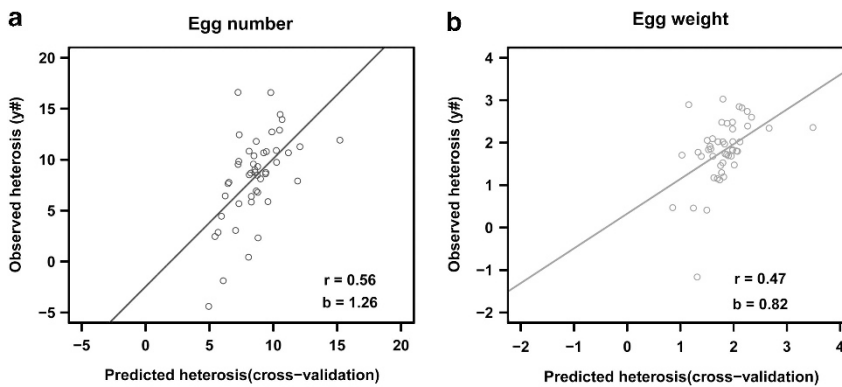 a
Egg number
Observed heterosis (y#)
20
15
10
5
0
−5
−5
0
5
10
15
20
r = 0.56
b = 1.26
Predicted heterosis(cross−validation)
b
Egg weight
Observed heterosis (y#)
4
3
2
1
0
−1
−2
−2
−1
0
1
2
3
4
r = 0.47
b = 0.82
Predicted heterosis(cross−validation)